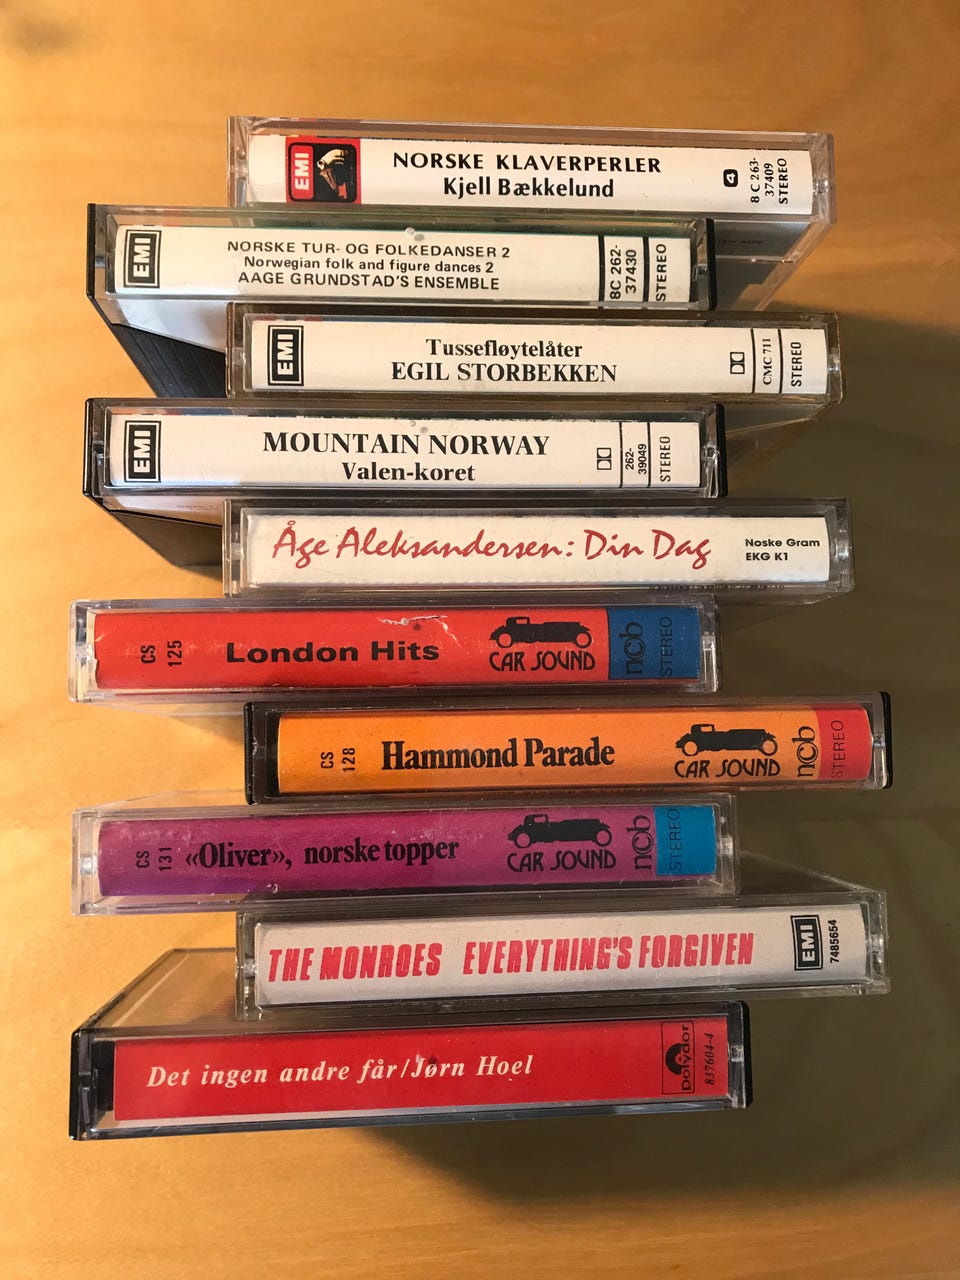 EMI
NORSKE KLAVERPERLER
Kjell Bækkelund
8 C 263-
37409
STEREO
EMI
NORSKE TUR- OG FOLKEDANSER 2
Norwegian folk and figure dances 2
AAGE GRUNDSTAD'S ENSEMBLE
8C 262-
37430
STEREO
EMI
Tussefløytelåter
EGIL STORBEKKEN
CMC 711
STEREO
EMI
MOUNTAIN NORWAY
Valen-koret
262-
39049
STEREO
Åge Aleksandersen: Din Dag
Noske Gram
EKG K1
CS
125
London Hits
CAR SOUND
ncb
STEREO
CS
128
Hammond Parade
CAR SOUND
ncb
STEREO
CS
131
«Oliver», norske topper
CAR SOUND
ncb
STEREO
THE MONROES EVERYTHING'S FORGIVEN
EMI
7485654
Det ingen andre får/Jørn Hoel
polydor
837604-4